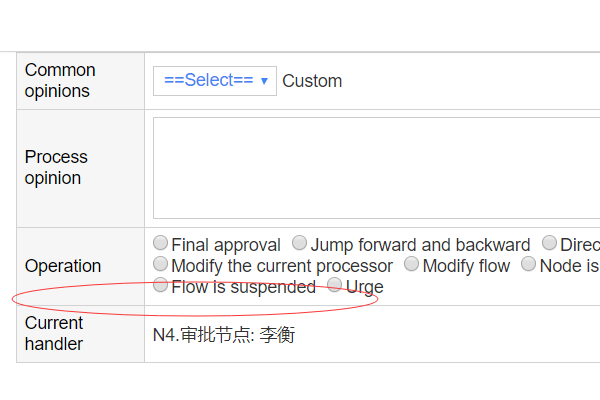 Common opinions
==Select== Custom
Process opinion
Operation
Final approval Jump forward and backward Direc
Modify the current processor Modify flow Node is
Flow is suspended Urge
Current handler
N4.审批节点: 李衡